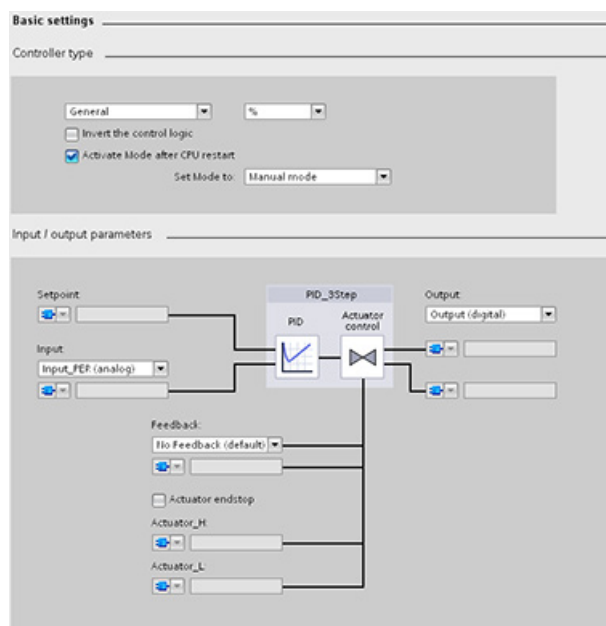 Basic settings
Controller type
General
%
Invert the control logic
Activate Mode after CPU restart
Set Mode to: Manual mode
Input / output parameters
Setpoint:
PID_3Step
Output:
PID
Actuator control
Output (digital)
Input:
Input_PER (analog)
Feedback:
No Feedback (default)
Actuator endstop
Actuator_H:
Actuator_L: